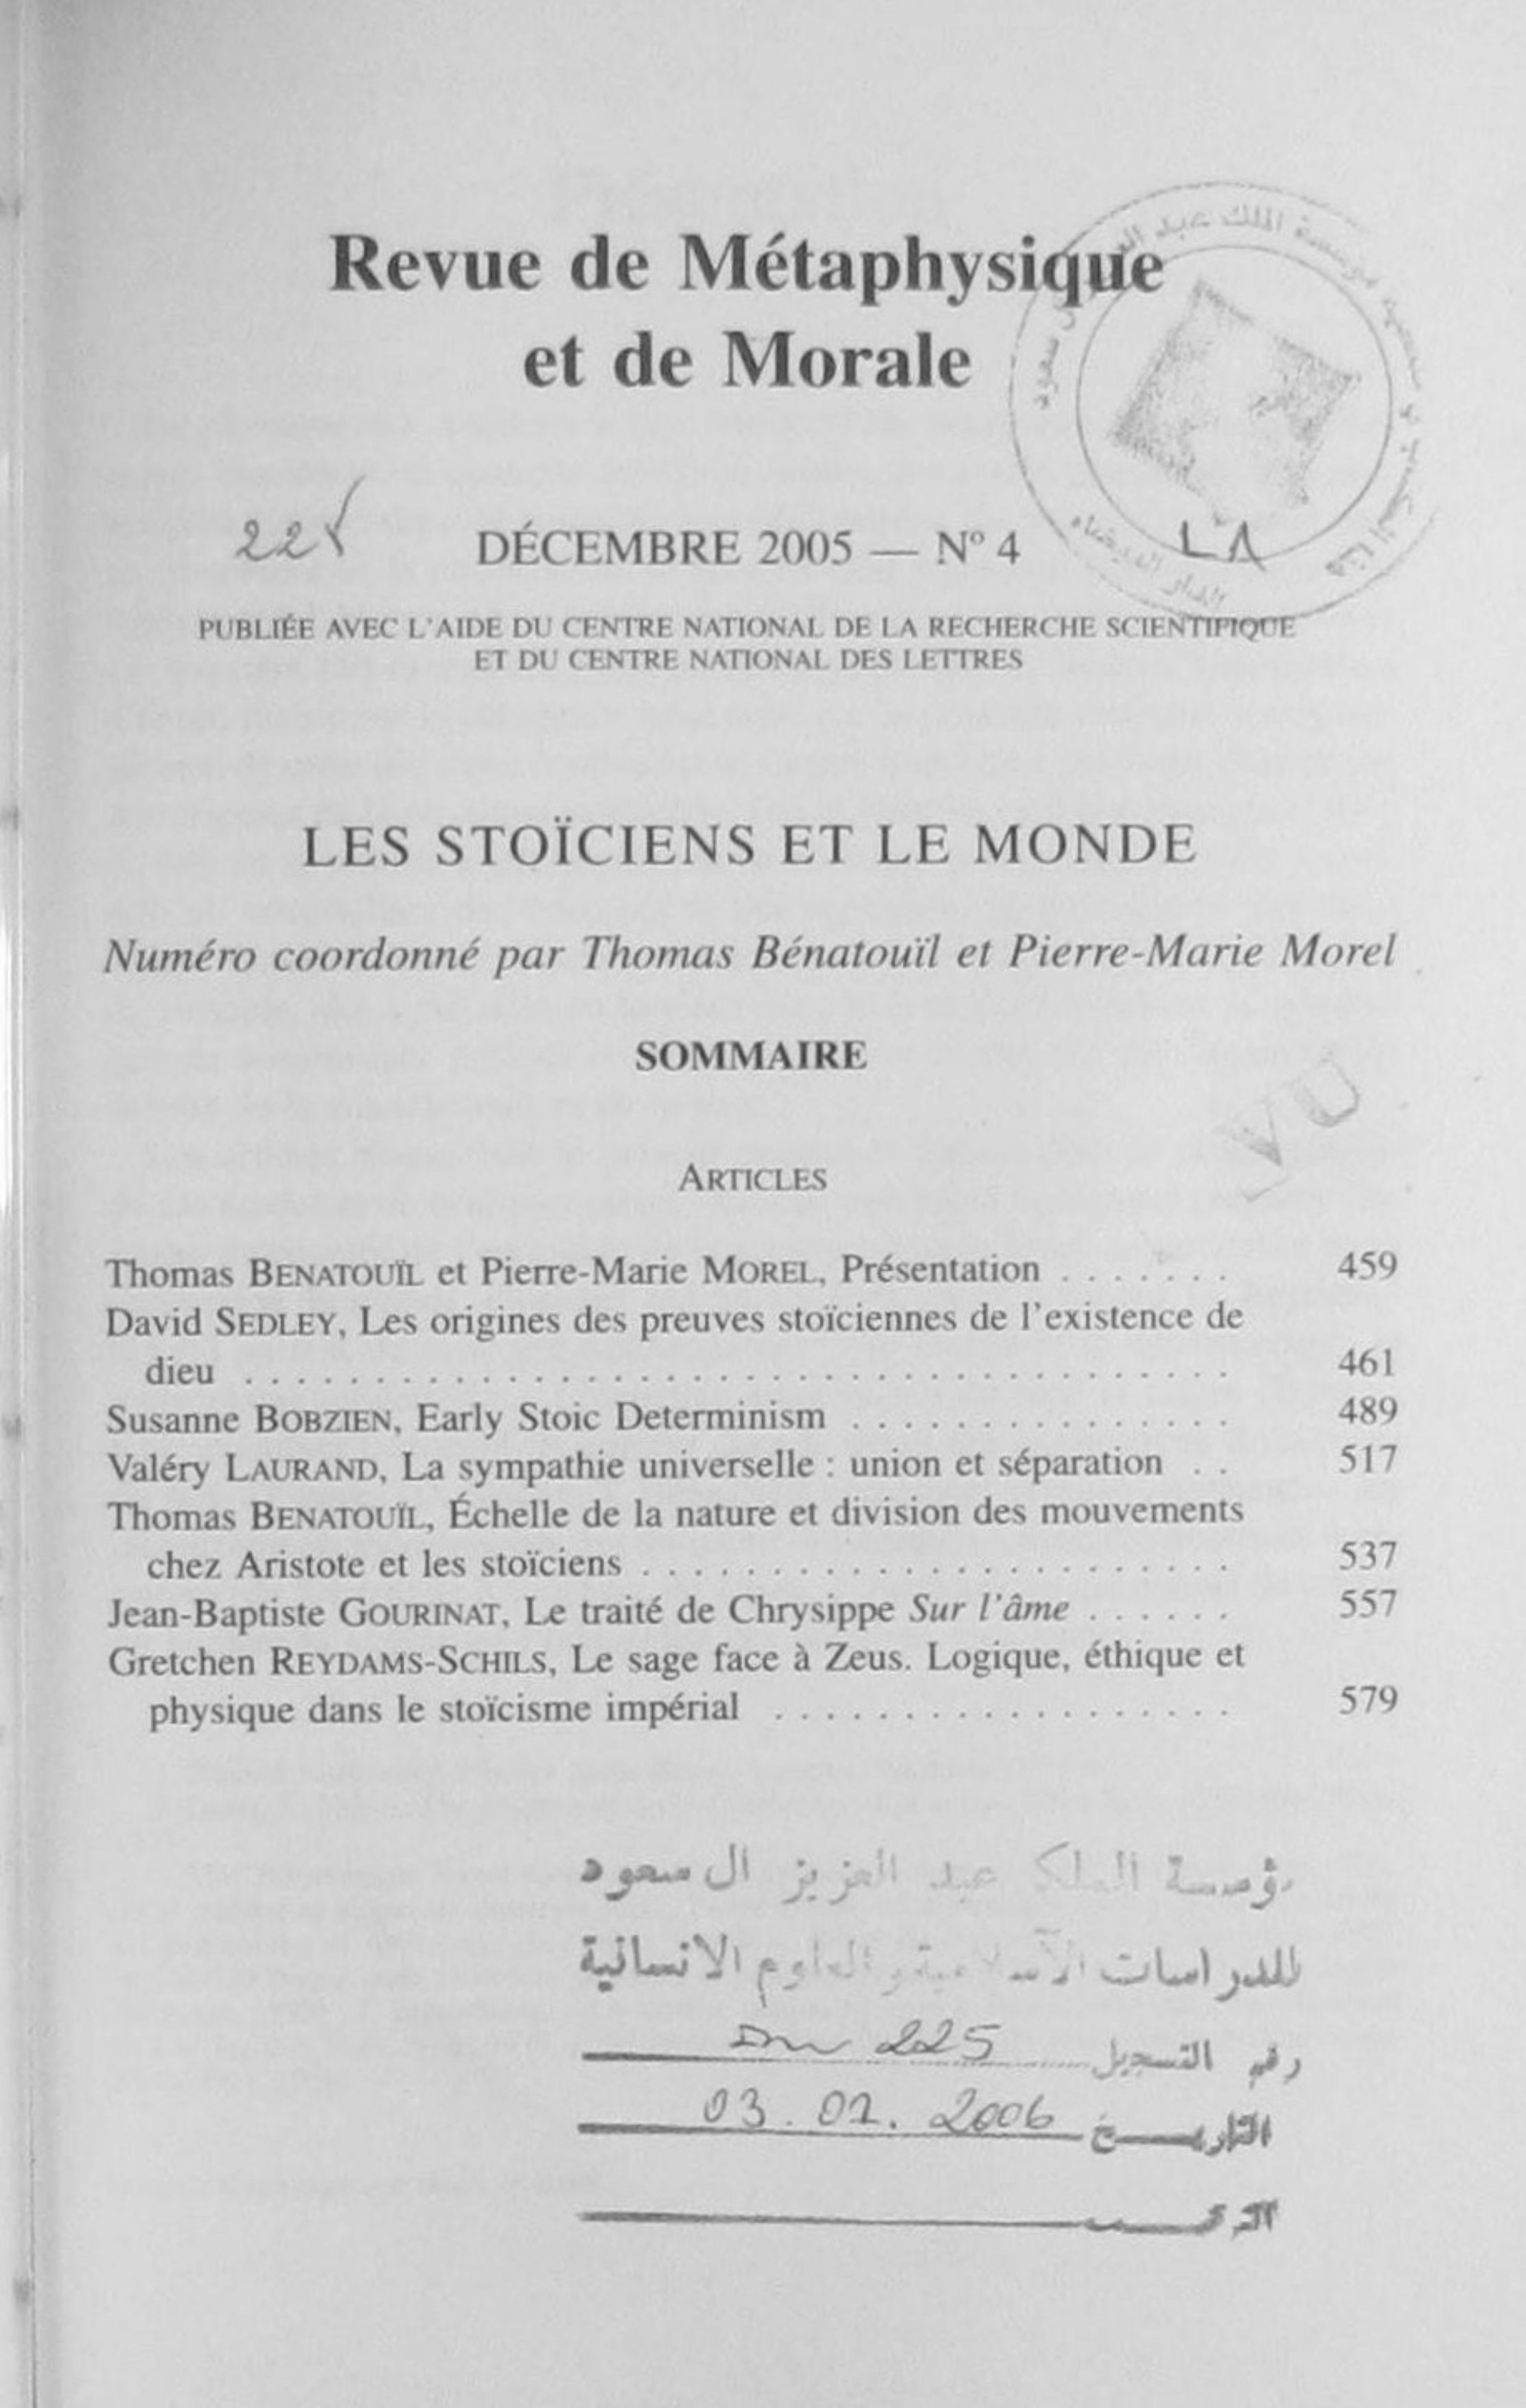 Revue de Métaphysique
et de Morale
225
DÉCEMBRE 2005 — N° 4
PUBLIÉE AVEC L'AIDE DU CENTRE NATIONAL DE LA RECHERCHE SCIENTIFIQUE
ET DU CENTRE NATIONAL DES LETTRES
LES STOÏCIENS ET LE MONDE
Numéro coordonné par Thomas Bénatouïl et Pierre-Marie Morel
SOMMAIRE
VU
ARTICLES
Thomas BENATOUÏL et Pierre-Marie MOREL, Présentation . . . . . . . 459
David SEDLEY, Les origines des preuves stoïciennes de l'existence de
dieu . . . . . . . . . . . . . . . . . . . . . . . . . . . . . . . . . . . . . . 461
Susanne BOBZIEN, Early Stoic Determinism . . . . . . . . . . . . . . . 489
Valéry LAURAND, La sympathie universelle : union et séparation . . 517
Thomas BENATOUÏL, Échelle de la nature et division des mouvements
chez Aristote et les stoïciens . . . . . . . . . . . . . . . . . . . . . . . 537
Jean-Baptiste GOURINAT, Le traité de Chrysippe Sur l'âme . . . . . . 557
Gretchen REYDAMS-SCHILS, Le sage face à Zeus. Logique, éthique et
physique dans le stoïcisme impérial . . . . . . . . . . . . . . . . . . 579
مؤسسة الملك عبد العزيز ال سعود
للدراسات الاسلامية والعلوم الانسانية
رقم التسجيل 225
التاريخ 03. 02. 2006